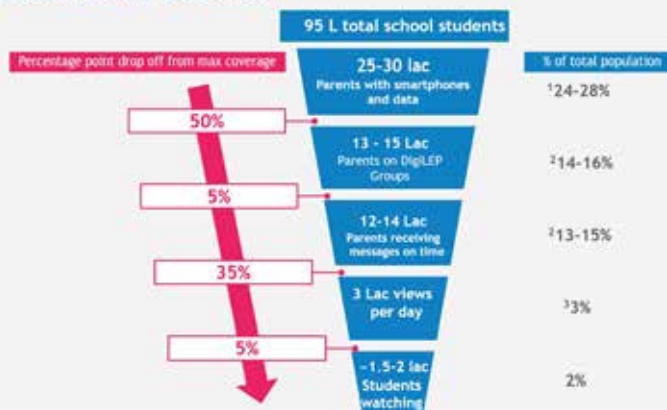 95 L total school students
Percentage point drop off from max coverage
25-30 lac
Parents with smartphones
and data
% of total population
¹24-28%
50%
13 - 15 Lac
Parents on DigiLEP
Groups
²14-16%
5%
12-14 Lac
Parents receiving
messages on time
²13-15%
35%
3 Lac views
per day
³3%
5%
~1.5-2 lac
Students
watching
2%